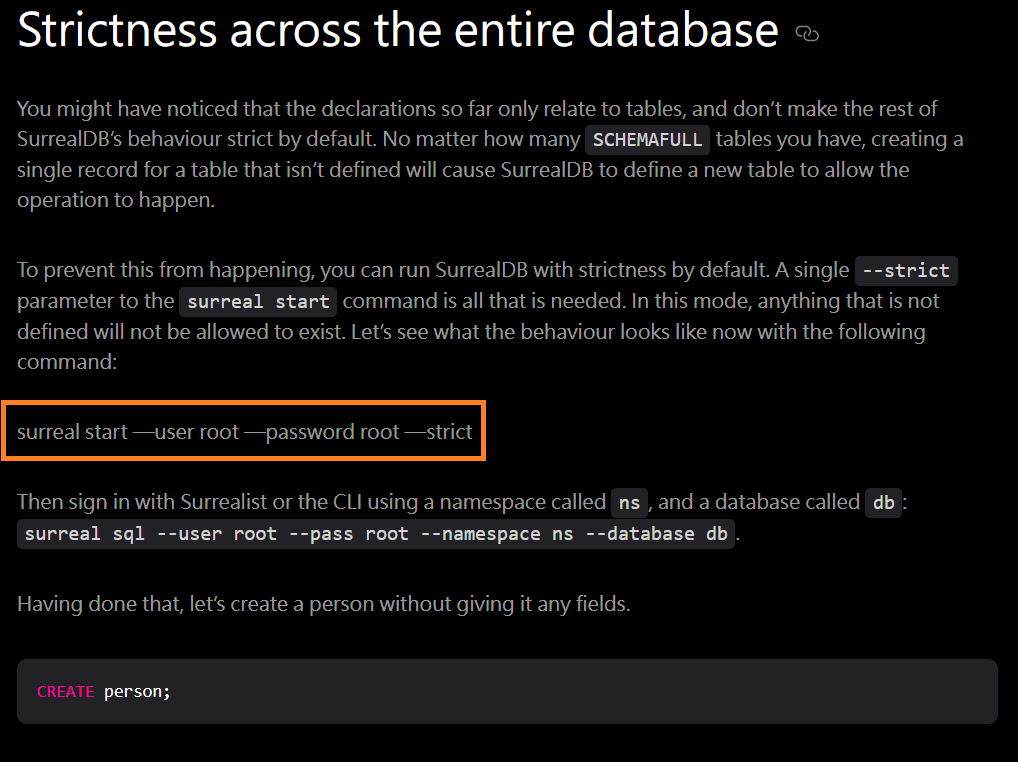 Strictness across the entire database
You might have noticed that the declarations so far only relate to tables, and don’t make the rest of
SurrealDB’s behaviour strict by default. No matter how many SCHEMAFULL tables you have, creating a
single record for a table that isn’t defined will cause SurrealDB to define a new table to allow the
operation to happen.
To prevent this from happening, you can run SurrealDB with strictness by default. A single --strict
parameter to the surreal start command is all that is needed. In this mode, anything that is not
defined will not be allowed to exist. Let’s see what the behaviour looks like now with the following
command:
surreal start —user root —password root —strict
Then sign in with Surrealist or the CLI using a namespace called ns, and a database called db:
surreal sql --user root --pass root --namespace ns --database db.
Having done that, let’s create a person without giving it any fields.
CREATE person;